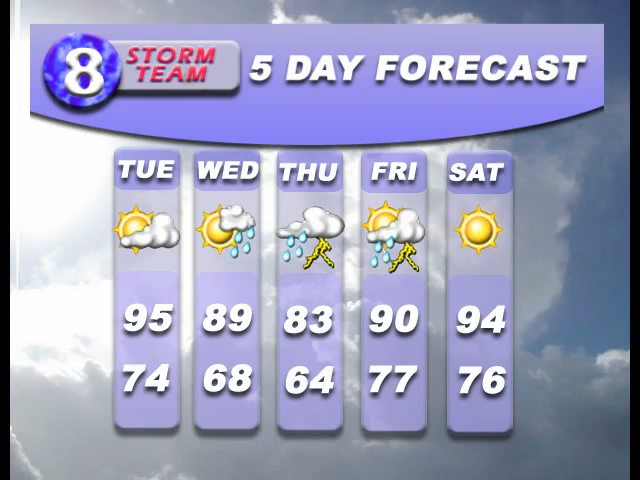 8 STORM TEAM
5 DAY FORECAST
TUE WED THU FRI SAT
95 89 83 90 94
74 68 64 77 76